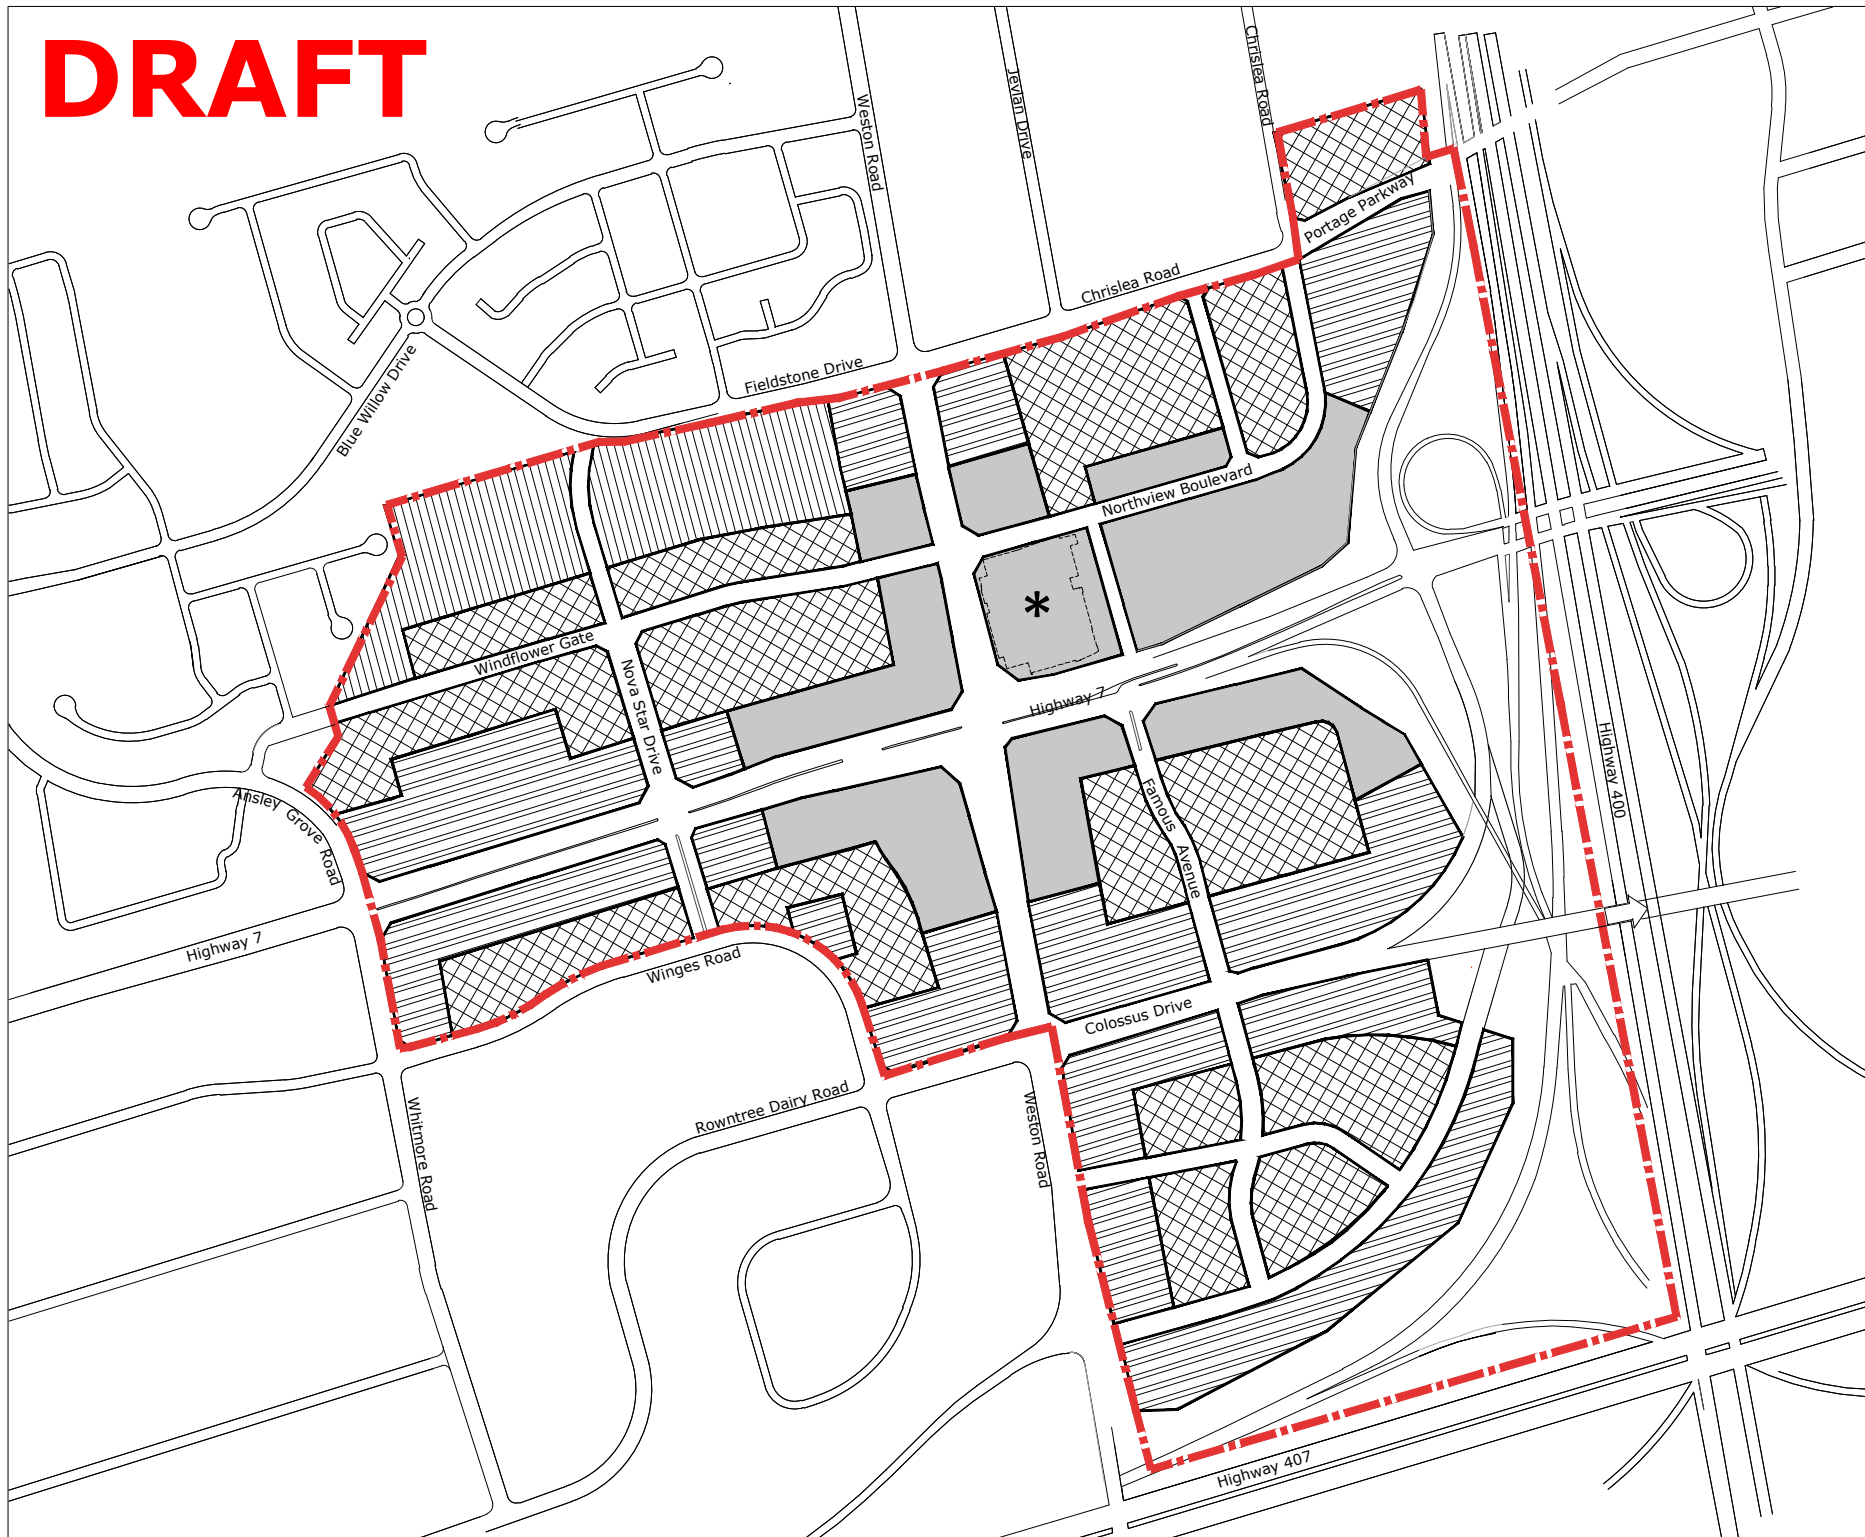 DRAFT
Weston Road
Jevlan Drive
Chrislea Road
Portage Parkway
Chrislea Road
Fieldstone Drive
Blue Willow Drive
Northview Boulevard
*
Windflower Gate
Nova Star Drive
Highway 7
Highway 400
Famous Avenue
Ansley Grove Road
Highway 7
Winges Road
Colossus Drive
Rowntree Dairy Road
Whitmore Road
Weston Road
Highway 407